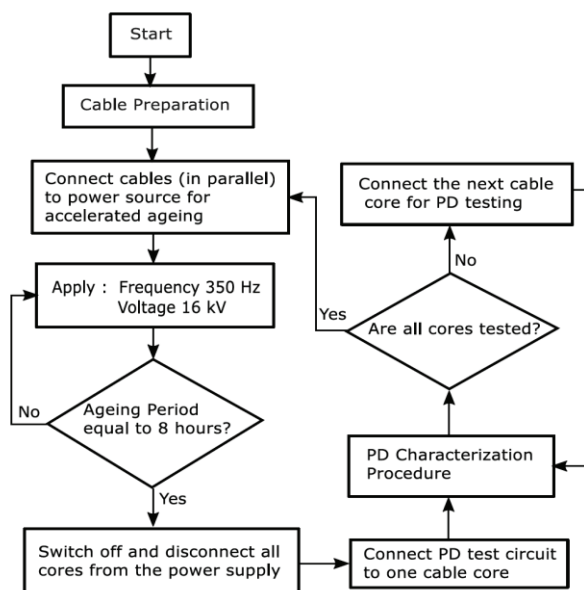 Start
Cable Preparation
Connect cables (in parallel)
to power source for
accelerated ageing
Apply : Frequency 350 Hz
Voltage 16 kV
Ageing Period
equal to 8 hours?
No
Yes
Switch off and disconnect all
cores from the power supply
Connect PD test circuit
to one cable core
PD Characterization
Procedure
Are all cores tested?
Yes
No
Connect the next cable
core for PD testing